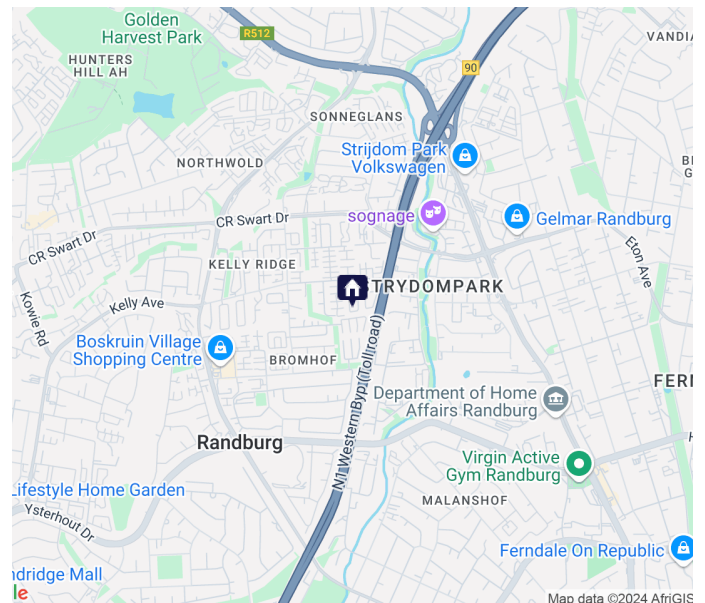 Golden
Harvest Park
R512
HUNTERS
HILL AH
VANDIA
90
SONNEGLANS
Strijdom Park
Volkswagen
NORTHWOLD
sognage
Gelmar Randburg
CR Swart Dr
CR Swart Dr
Eton Ave
KELLY RIDGE
TRYDOMPARK
Kelly Ave
Kowie Rd
Boskruin Village
Shopping Centre
BROMHOF
N1 Western Byp (Toll road)
FERN
Department of Home
Affairs Randburg
Randburg
Virgin Active
Gym Randburg
Lifestyle Home Garden
MALANSHOF
Ysterhout Dr
Ferndale On Republic
ndridge Mall
le
Map data ©2024 AfriGIS